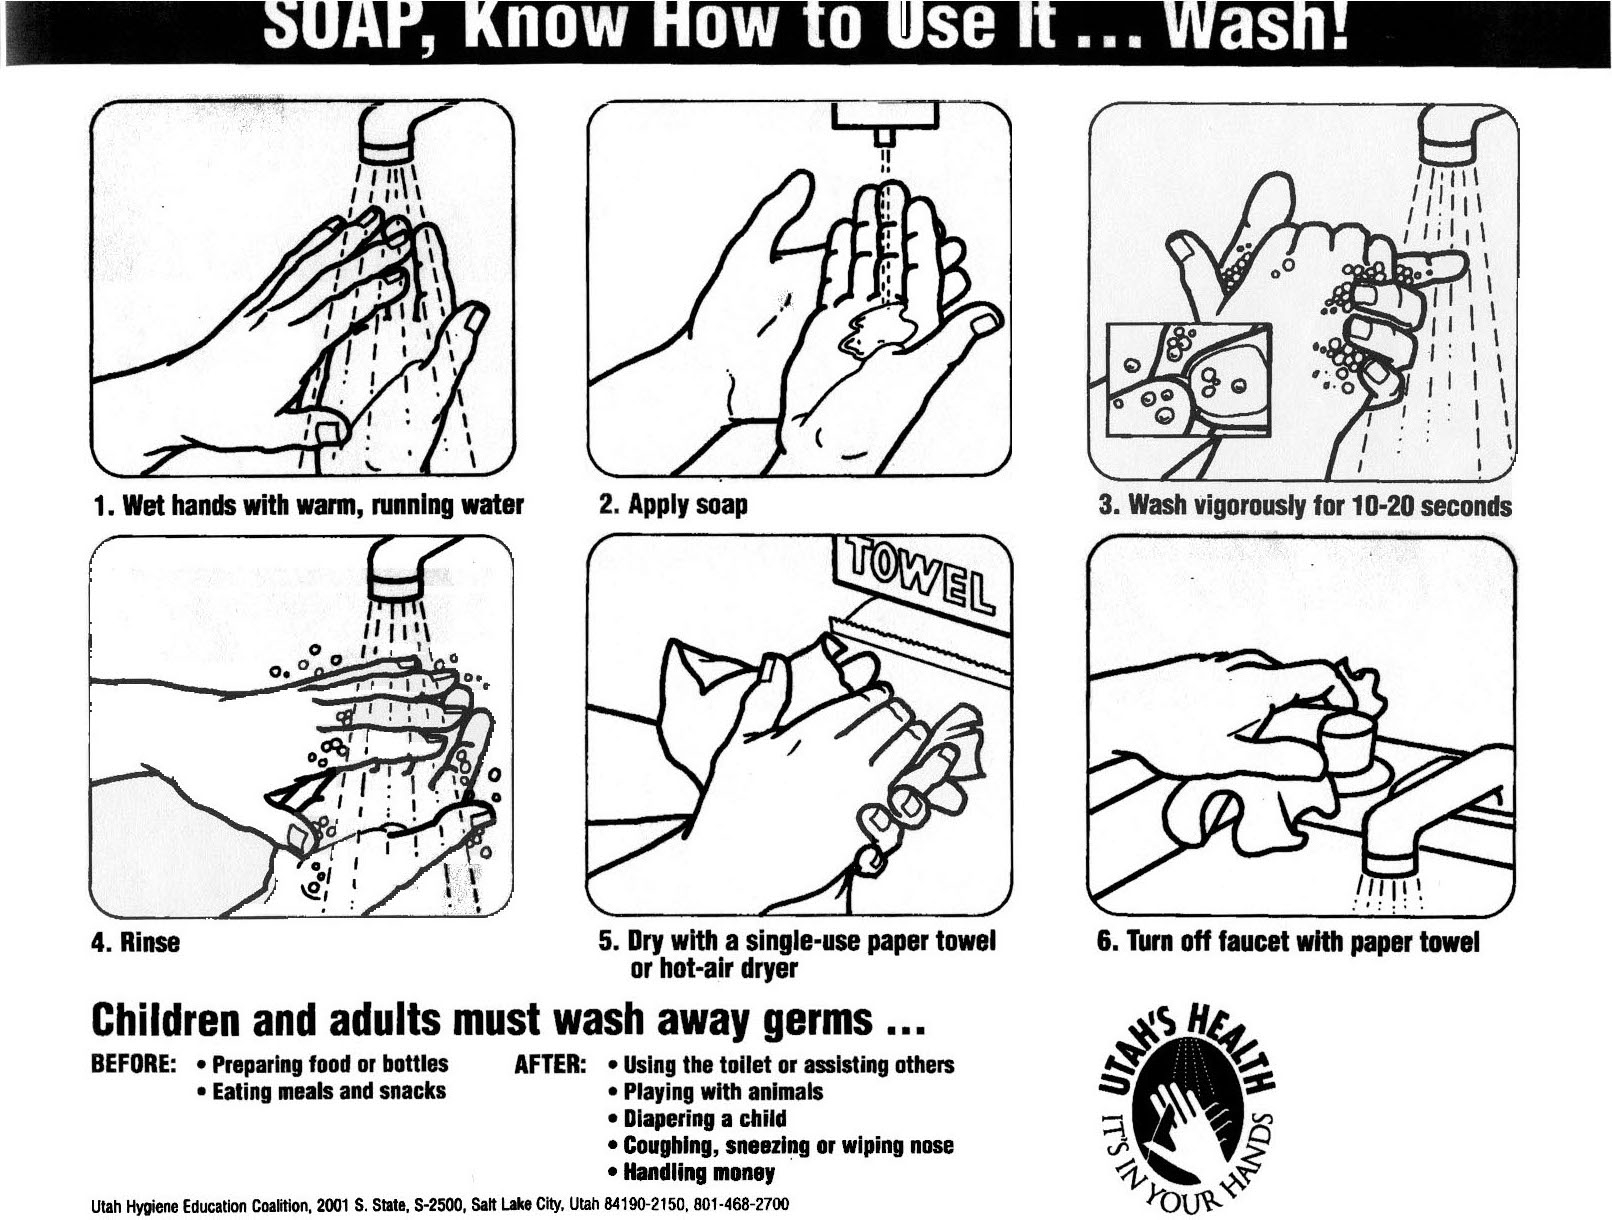 SOAP, Know How to Use It ... Wash!
1. Wet hands with warm, running water
2. Apply soap
3. Wash vigorously for 10-20 seconds
TOWEL
4. Rinse
5. Dry with a single-use paper towel
or hot-air dryer
6. Turn off faucet with paper towel
Children and adults must wash away germs ...
BEFORE:
• Preparing food or bottles
• Eating meals and snacks
AFTER:
• Using the toilet or assisting others
• Playing with animals
• Diapering a child
• Coughing, sneezing or wiping nose
• Handling money
UTAH'S HEALTH
IT'S IN YOUR HANDS
Utah Hygiene Education Coalition, 2001 S. State, S-2500, Salt Lake City, Utah 84190-2150, 801-468-2700